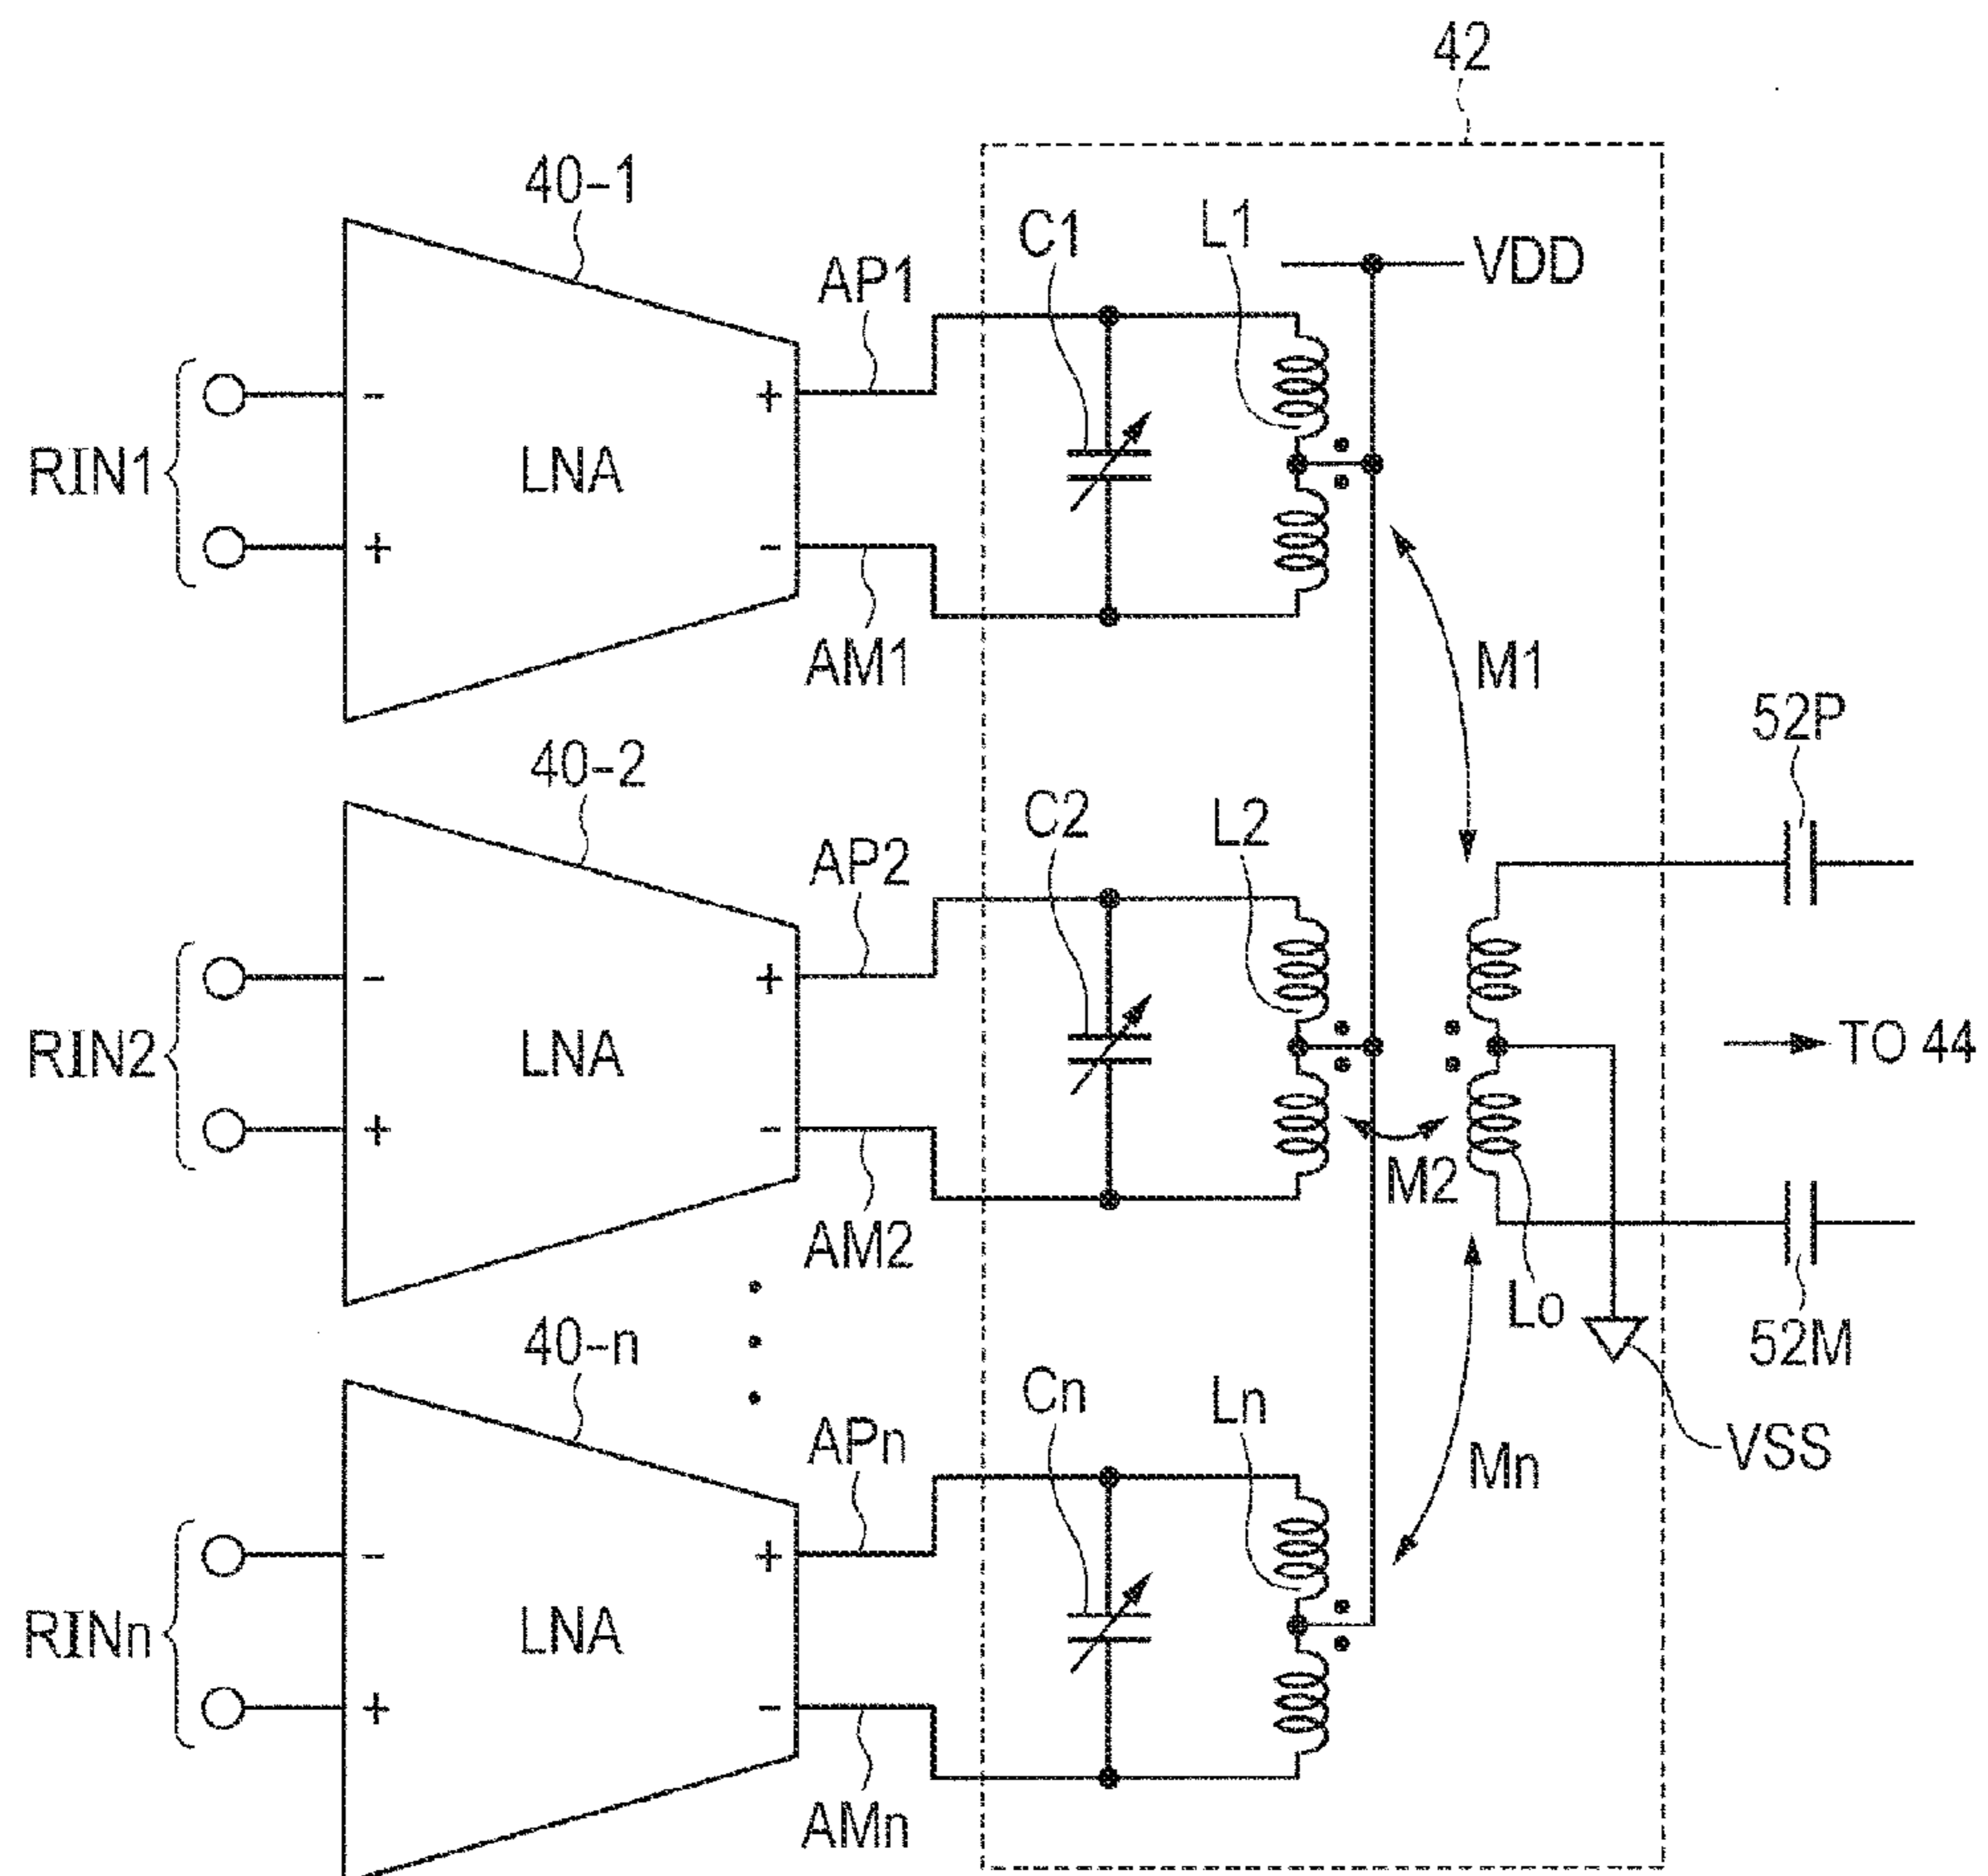 42
40-1
C1
L1
VDD
AP1
- +
RIN1
LNA
+ -
AM1
M1
52P
40-2
C2
L2
AP2
- +
RIN2
LNA
TO 44
+ -
M2
AM2
Lo
52M
40-n
Cn
Ln
APn
VSS
Mn
- +
RINn
LNA
+ -
AMn